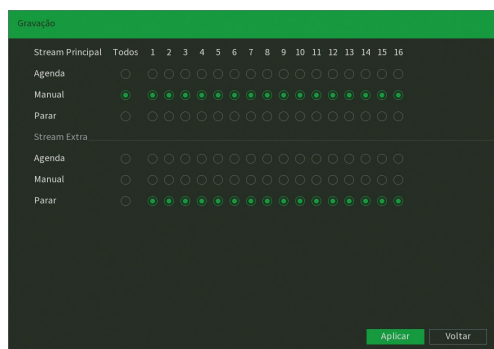 Gravação
Stream Principal Todos 1 2 3 4 5 6 7 8 9 10 11 12 13 14 15 16
Agenda
Manual
Parar
Stream Extra
Agenda
Manual
Parar
Aplicar Voltar